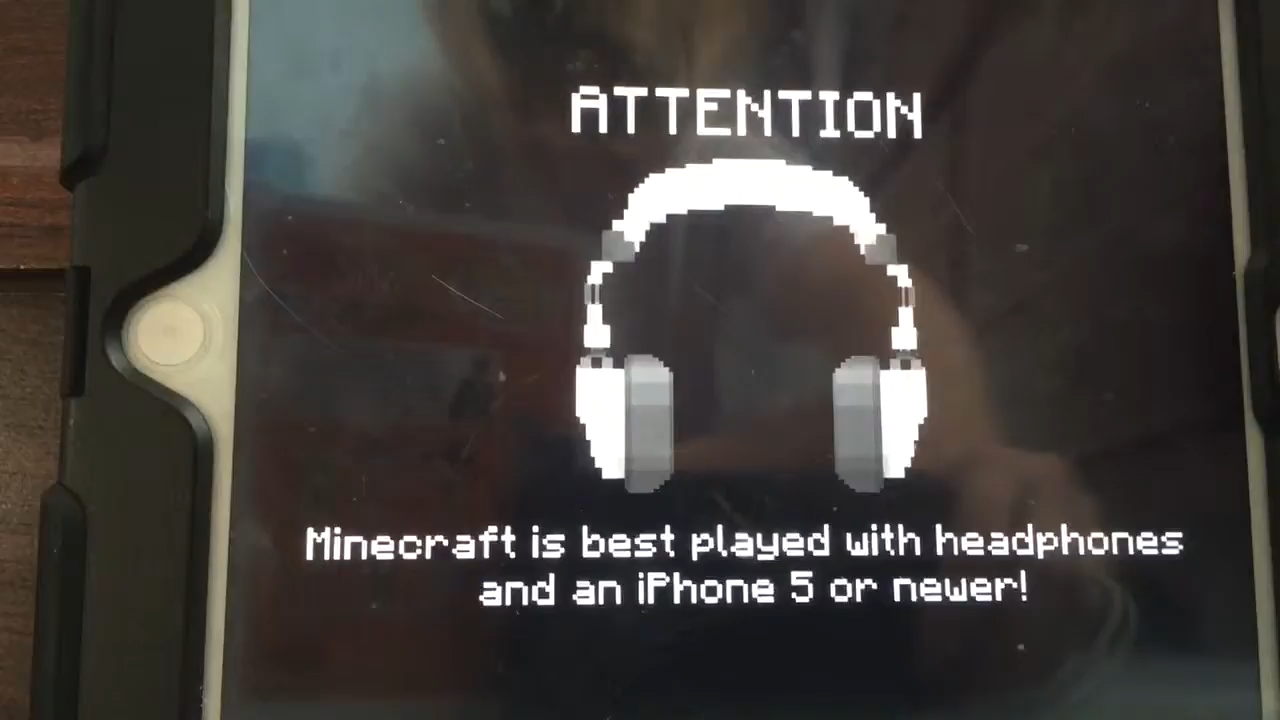 ATTENTION
Minecraft is best played with headphones
and an iPhone 5 or newer!